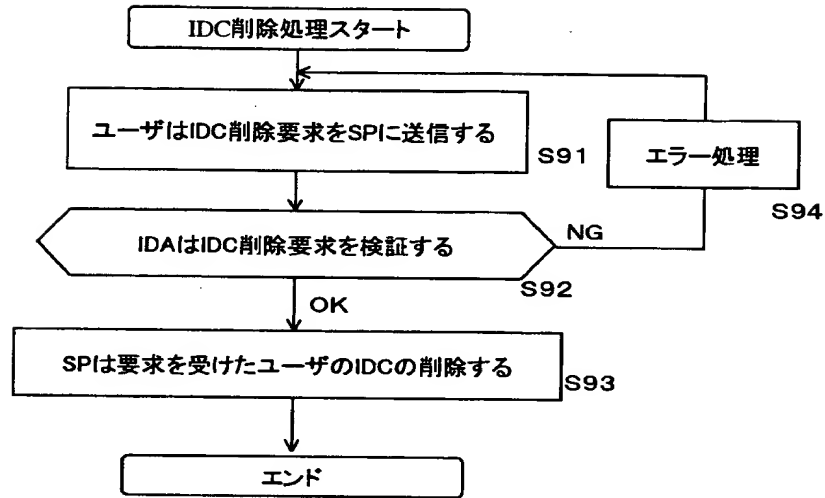 IDC削除処理スタート
ユーザはIDC削除要求をSPに送信する
S91
エラー処理
S94
IDAはIDC削除要求を検証する
NG
S92
OK
SPは要求を受けたユーザのIDCの削除する
S93
エンド